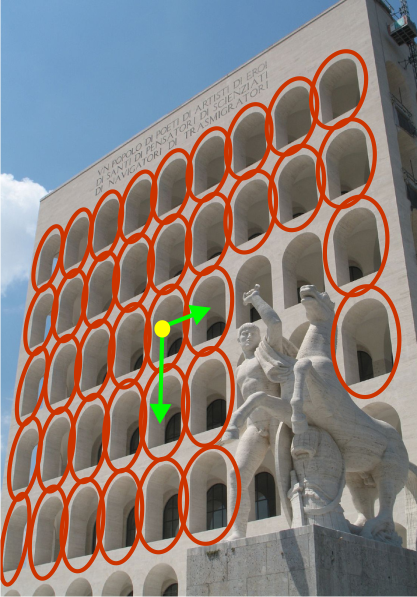 VN POPOLO DI POETI DI ARTISTI DI EROI
DI SANTI DI PENSATORI DI SCIENZIATI
DI NAVIGATORI DI TRASMIGRATORI